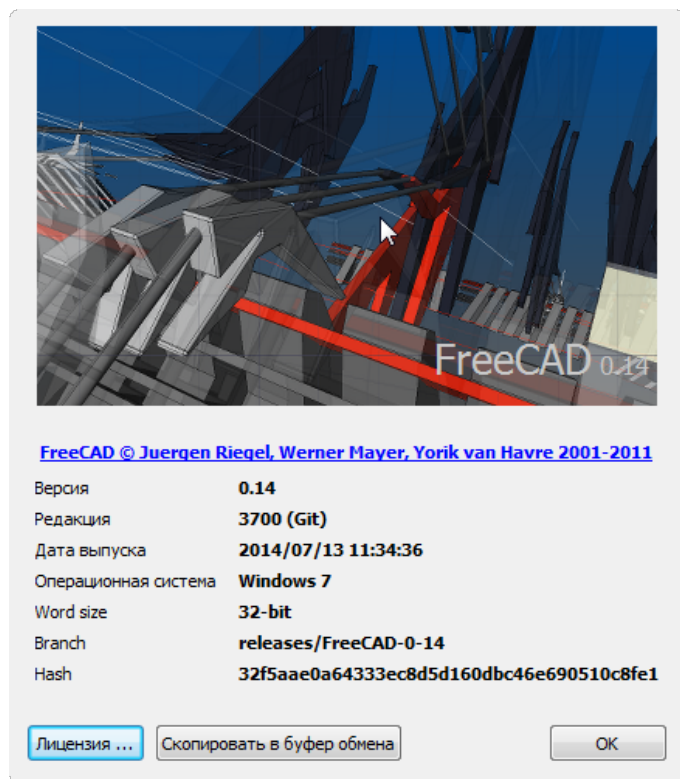 FreeCAD 0.14
FreeCAD © Juergen Riegel, Werner Mayer, Yorik van Havre 2001-2011
Версия 0.14
Редакция 3700 (Git)
Дата выпуска 2014/07/13 11:34:36
Операционная система Windows 7
Word size 32-bit
Branch releases/FreeCAD-0-14
Hash 32f5aae0a64333ec8d5d160dbc46e690510c8fe1
Лицензия ... Скопировать в буфер обмена OK